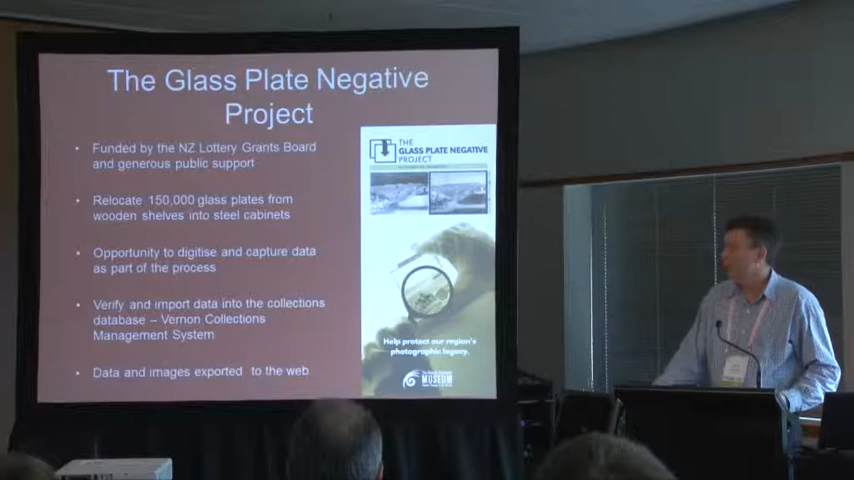 The Glass Plate Negative
Project
• Funded by the NZ Lottery Grants Board
and generous public support
• Relocate 150,000 glass plates from
wooden shelves into steel cabinets
• Opportunity to digitise and capture data
as part of the process
• Verify and import data into the collections
database – Vernon Collections
Management System
• Data and images exported to the web
THE
GLASS PLATE NEGATIVE
PROJECT
Help protect our region's
photographic legacy.
MUSEUM